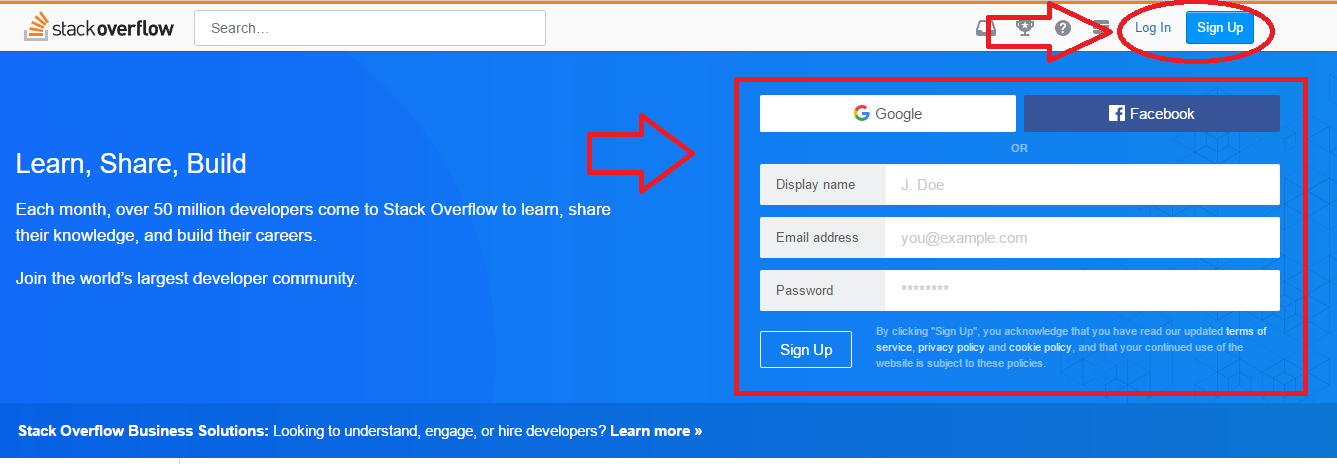 stackoverflow
Search...
Log In
Sign Up
Google
Facebook
OR
Learn, Share, Build
Each month, over 50 million developers come to Stack Overflow to learn, share
their knowledge, and build their careers.
Join the world's largest developer community.
Display name
J. Doe
Email address
you@example.com
Password
********
Sign Up
By clicking "Sign Up", you acknowledge that you have read our updated terms of
service, privacy policy and cookie policy, and that your continued use of the
website is subject to these policies.
Stack Overflow Business Solutions: Looking to understand, engage, or hire developers? Learn more »